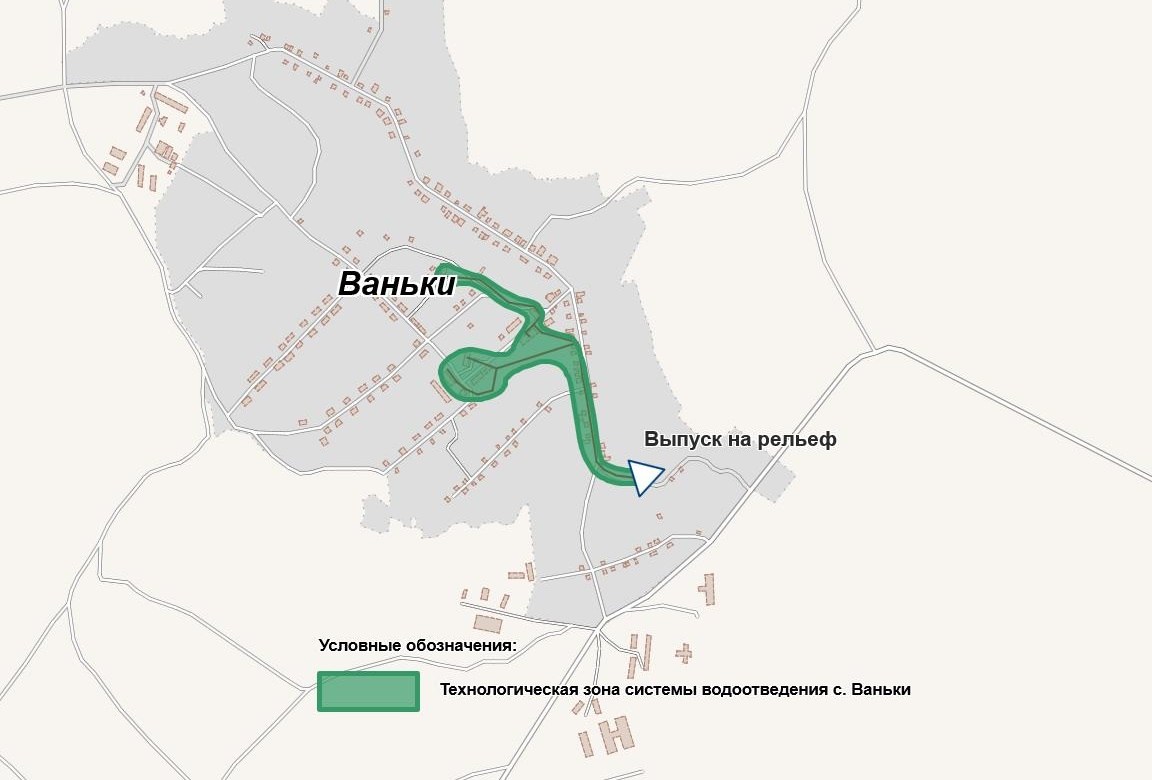 Ваньки
Выпуск на рельеф
Условные обозначения:
Технологическая зона системы водоотведения с. Ваньки